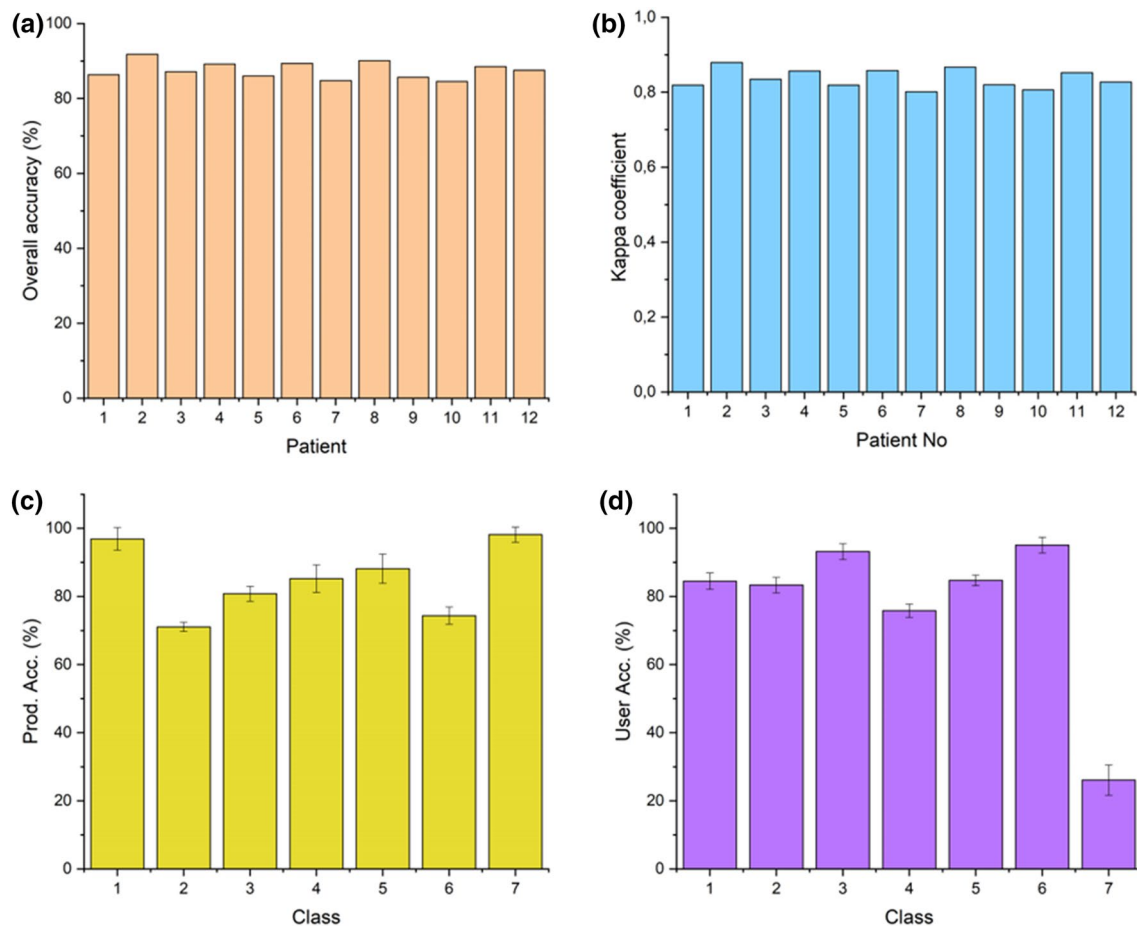 (a)
Overall accuracy (%)
100
80
60
40
20
0
1 2 3 4 5 6 7 8 9 10 11 12
Patient
(b)
Kappa coefficient
1,0
0,8
0,6
0,4
0,2
0,0
1 2 3 4 5 6 7 8 9 10 11 12
Patient No
(c)
Prod. Acc. (%)
100
80
60
40
20
0
1 2 3 4 5 6 7
Class
(d)
User Acc. (%)
100
80
60
40
20
0
1 2 3 4 5 6 7
Class